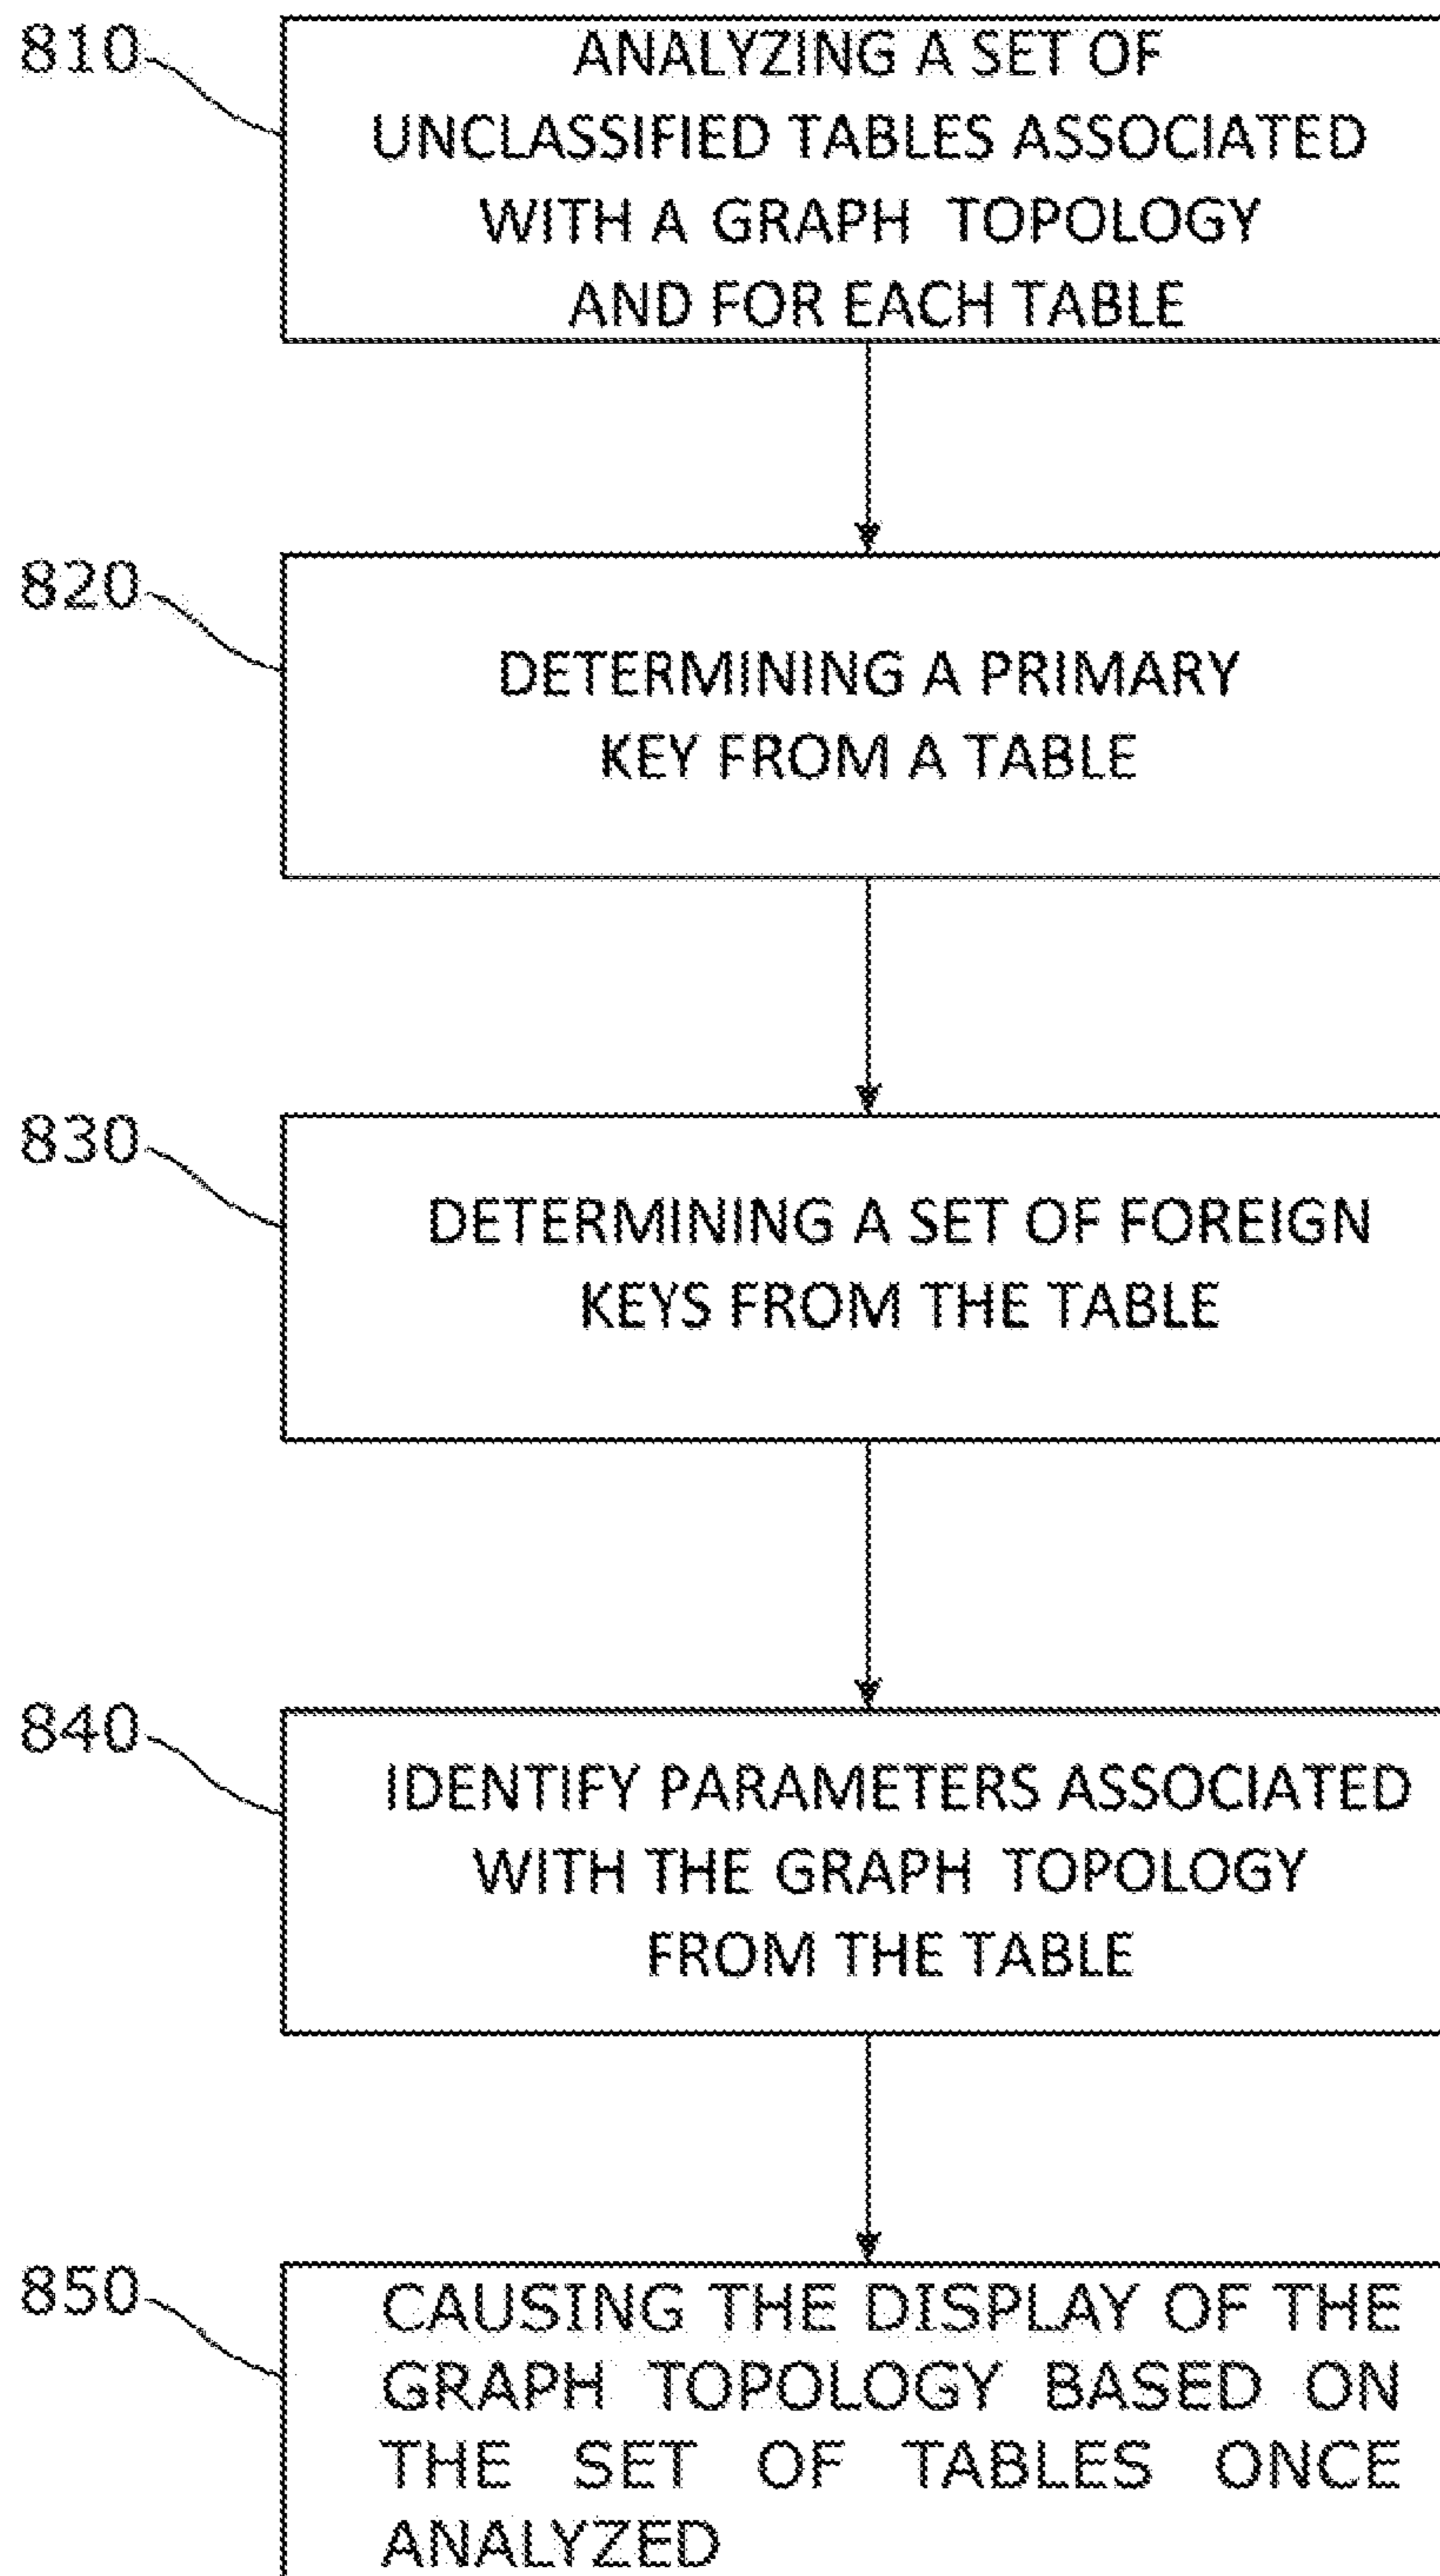 810
ANALYZING A SET OF
UNCLASSIFIED TABLES ASSOCIATED
WITH A GRAPH TOPOLOGY
AND FOR EACH TABLE
820
DETERMINING A PRIMARY
KEY FROM A TABLE
830
DETERMINING A SET OF FOREIGN
KEYS FROM THE TABLE
840
IDENTIFY PARAMETERS ASSOCIATED
WITH THE GRAPH TOPOLOGY
FROM THE TABLE
850
CAUSING THE DISPLAY OF THE
GRAPH TOPOLOGY BASED ON
THE SET OF TABLES ONCE
ANALYZED